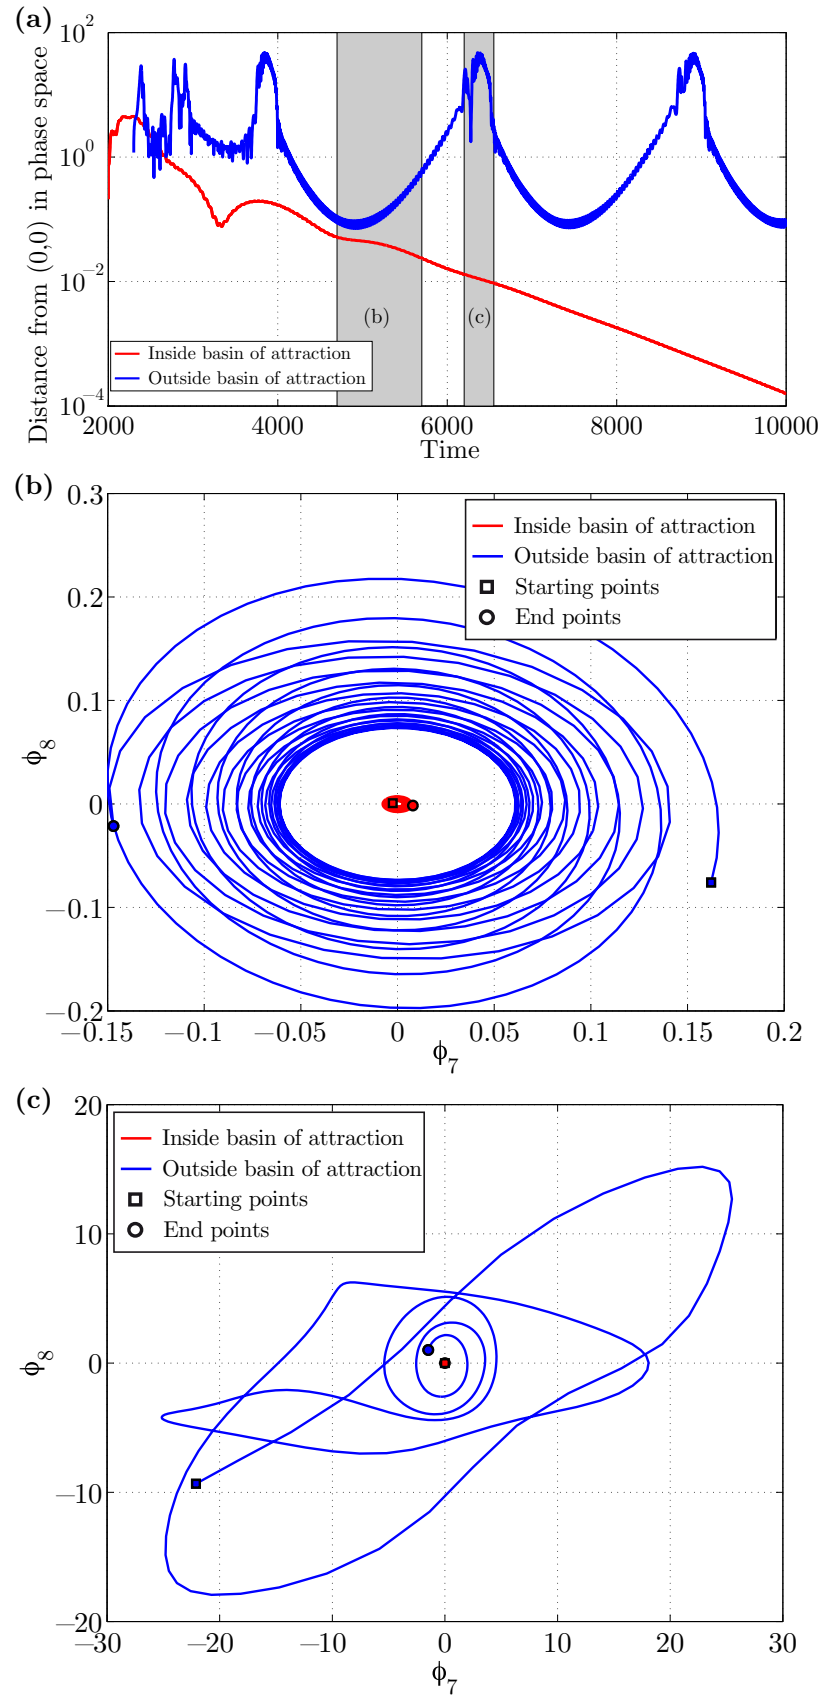 (a)
Distance from (0,0) in phase space
10^2
10^0
10^−2
10^−4
(b)
(c)
Inside basin of attraction
Outside basin of attraction
2000 4000 6000 8000 10000
Time
(b)
ϕ_8
0.3
0.2
0.1
0
−0.1
−0.2
Inside basin of attraction
Outside basin of attraction
Starting points
End points
−0.15 −0.1 −0.05 0 0.05 0.1 0.15 0.2
ϕ_7
(c)
ϕ_8
20
10
0
−10
−20
Inside basin of attraction
Outside basin of attraction
Starting points
End points
−30 −20 −10 0 10 20 30
ϕ_7